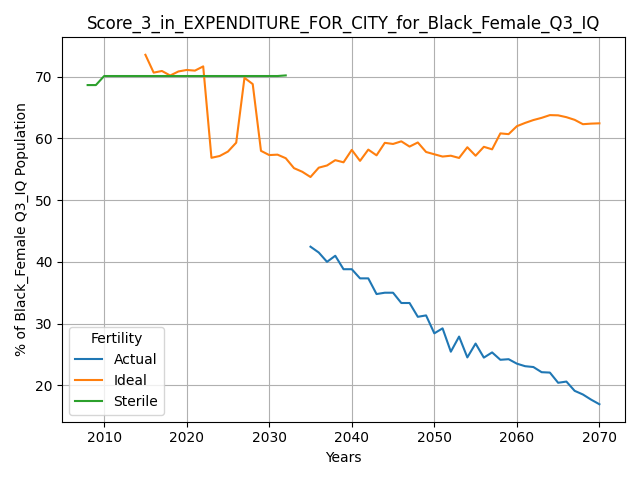 Score_3_in_EXPENDITURE_FOR_CITY_for_Black_Female_Q3_IQ
% of Black_Female Q3_IQ Population
70
60
50
40
30
20
Fertility
Actual
Ideal
Sterile
2010 2020 2030 2040 2050 2060 2070
Years